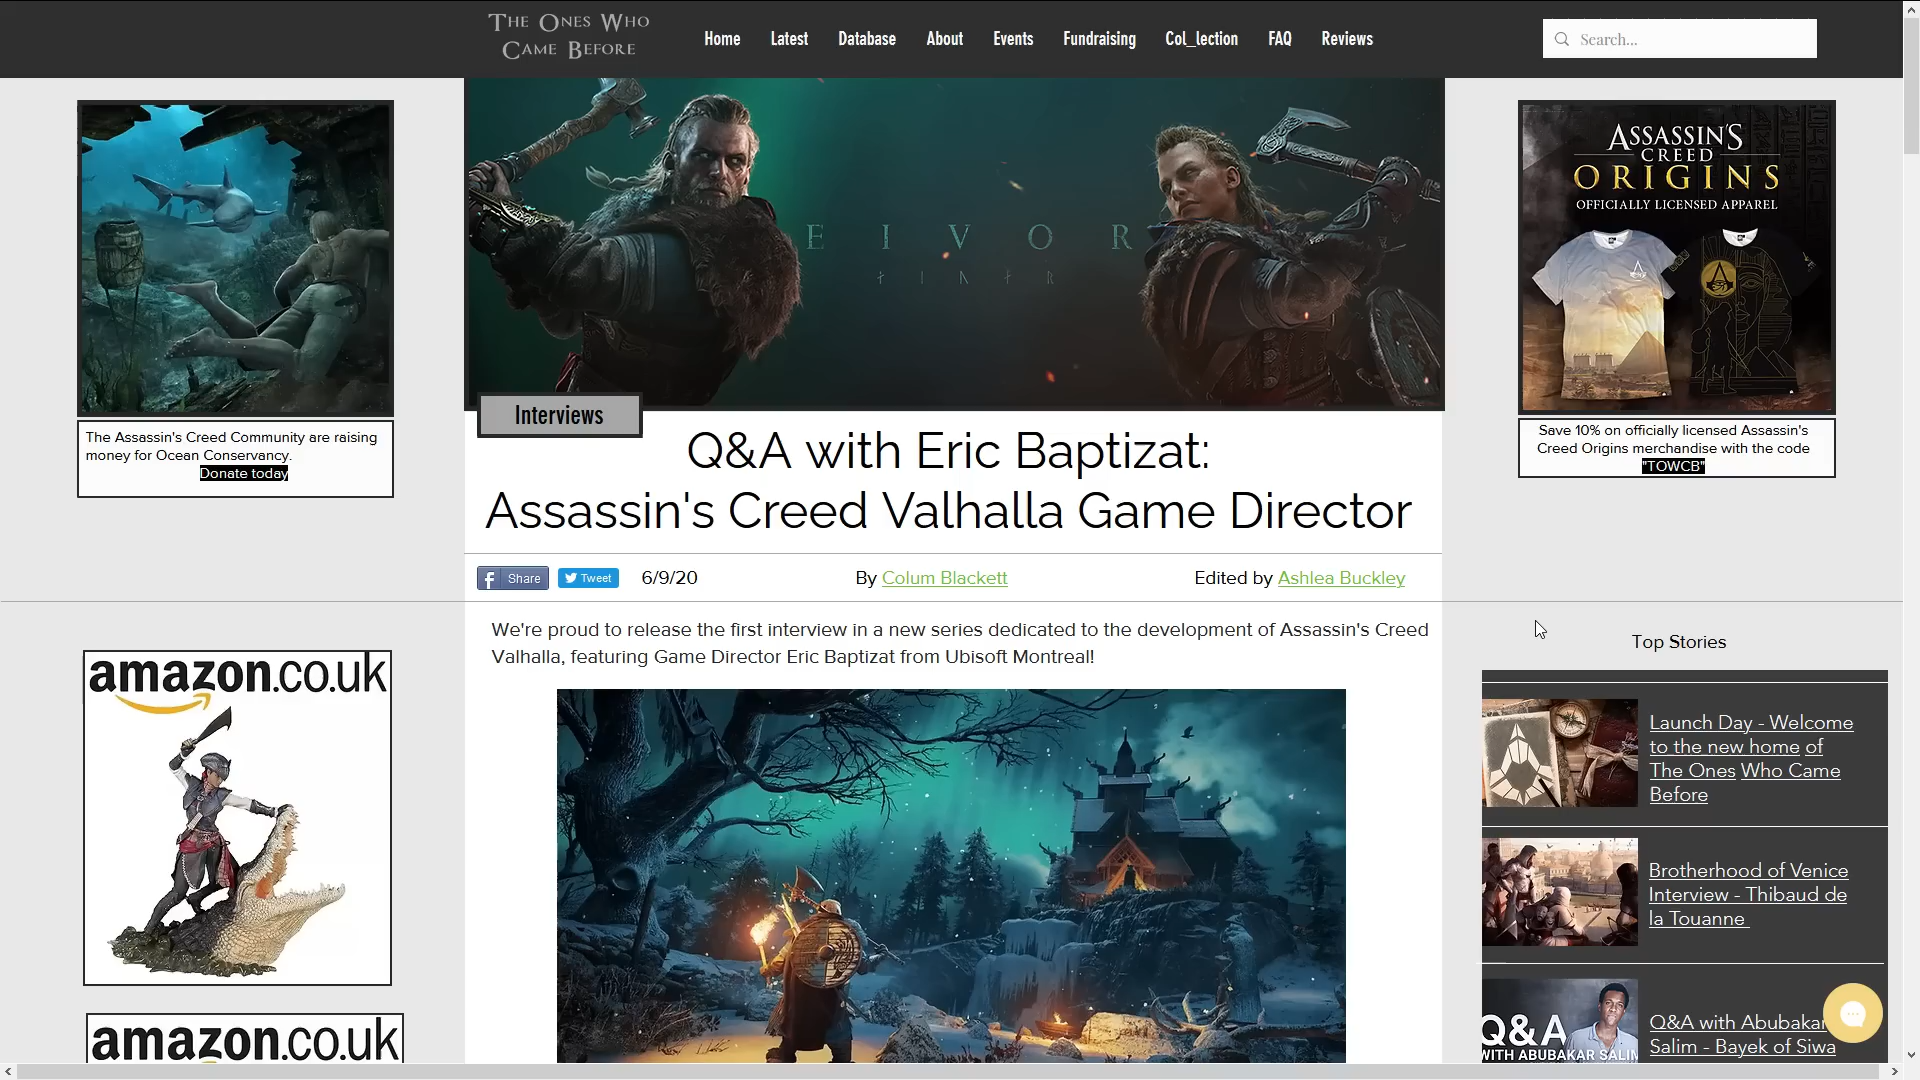 The Ones Who
Came Before
Home
Latest
Database
About
Events
Fundraising
Col_lection
FAQ
Reviews
Search...
EIVOR
Interviews
Q&A with Eric Baptizat:
Assassin's Creed Valhalla Game Director
Share
Tweet
6/9/20
By Colum Blackett
Edited by Ashlea Buckley
We're proud to release the first interview in a new series dedicated to the development of Assassin's Creed
Valhalla, featuring Game Director Eric Baptizat from Ubisoft Montreal!
The Assassin's Creed Community are raising
money for Ocean Conservancy.
Donate today
amazon.co.uk
amazon.co.uk
ASSASSIN'S
CREED
ORIGINS
OFFICIALLY LICENSED APPAREL
Save 10% on officially licensed Assassin's
Creed Origins merchandise with the code
"TOWCB"
Top Stories
Launch Day - Welcome
to the new home of
The Ones Who Came
Before
Brotherhood of Venice
Interview - Thibaud de
la Touanne
Q&A
WITH ABUBAKAR SALIM
Q&A with Abubakar
Salim - Bayek of Siwa